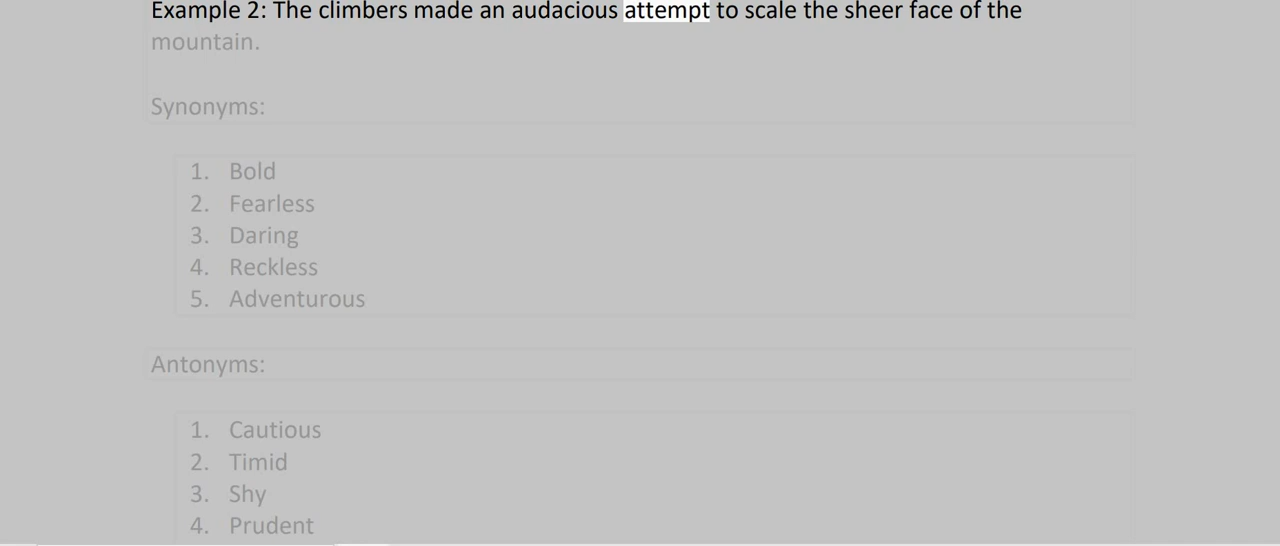 Example 2: The climbers made an audacious attempt to scale the sheer face of the
mountain.
Synonyms:
1. Bold
2. Fearless
3. Daring
4. Reckless
5. Adventurous
Antonyms:
1. Cautious
2. Timid
3. Shy
4. Prudent